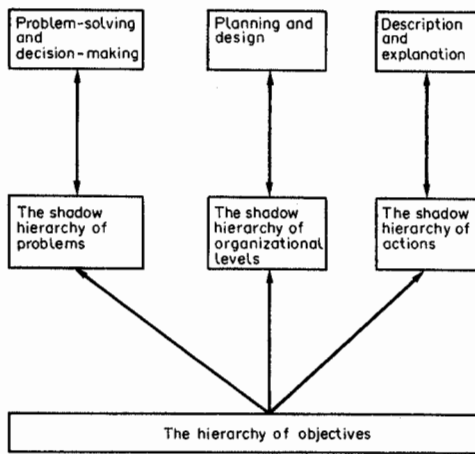 Problem-solving
and
decision-making
Planning and
design
Description
and
explanation
The shadow
hierarchy of
problems
The shadow
hierarchy of
organizational
levels
The shadow
hierarchy of
actions
The hierarchy of objectives